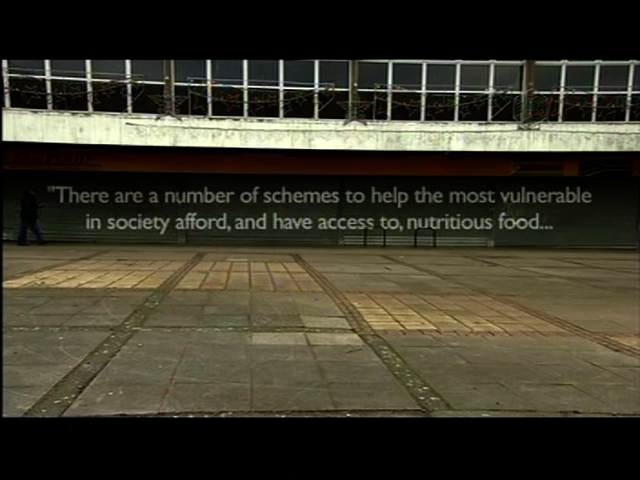 "There are a number of schemes to help the most vulnerable
in society afford, and have access to, nutritious food...